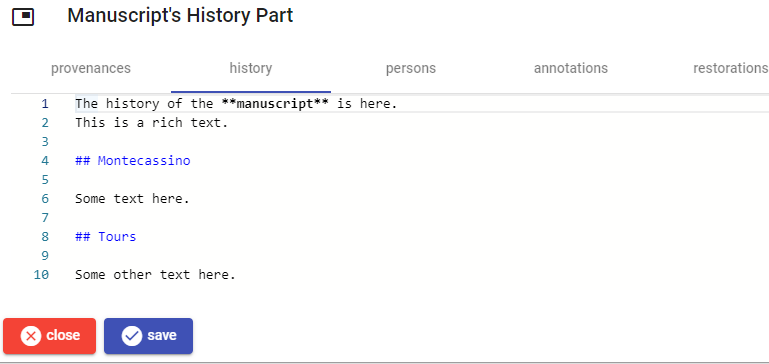 Manuscript's History Part
provenances history persons annotations restorations
1 The history of the **manuscript** is here.
2 This is a rich text.
3
4 ## Montecassino
5
6 Some text here.
7
8 ## Tours
9
10 Some other text here.
close save